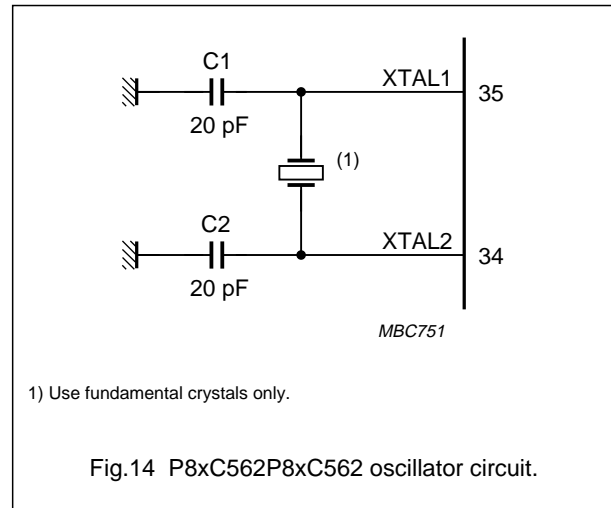 C1
XTAL1
35
20 pF
(1)
C2
XTAL2
34
20 pF
MBC751
1) Use fundamental crystals only.
Fig.14 P8xC562P8xC562 oscillator circuit.